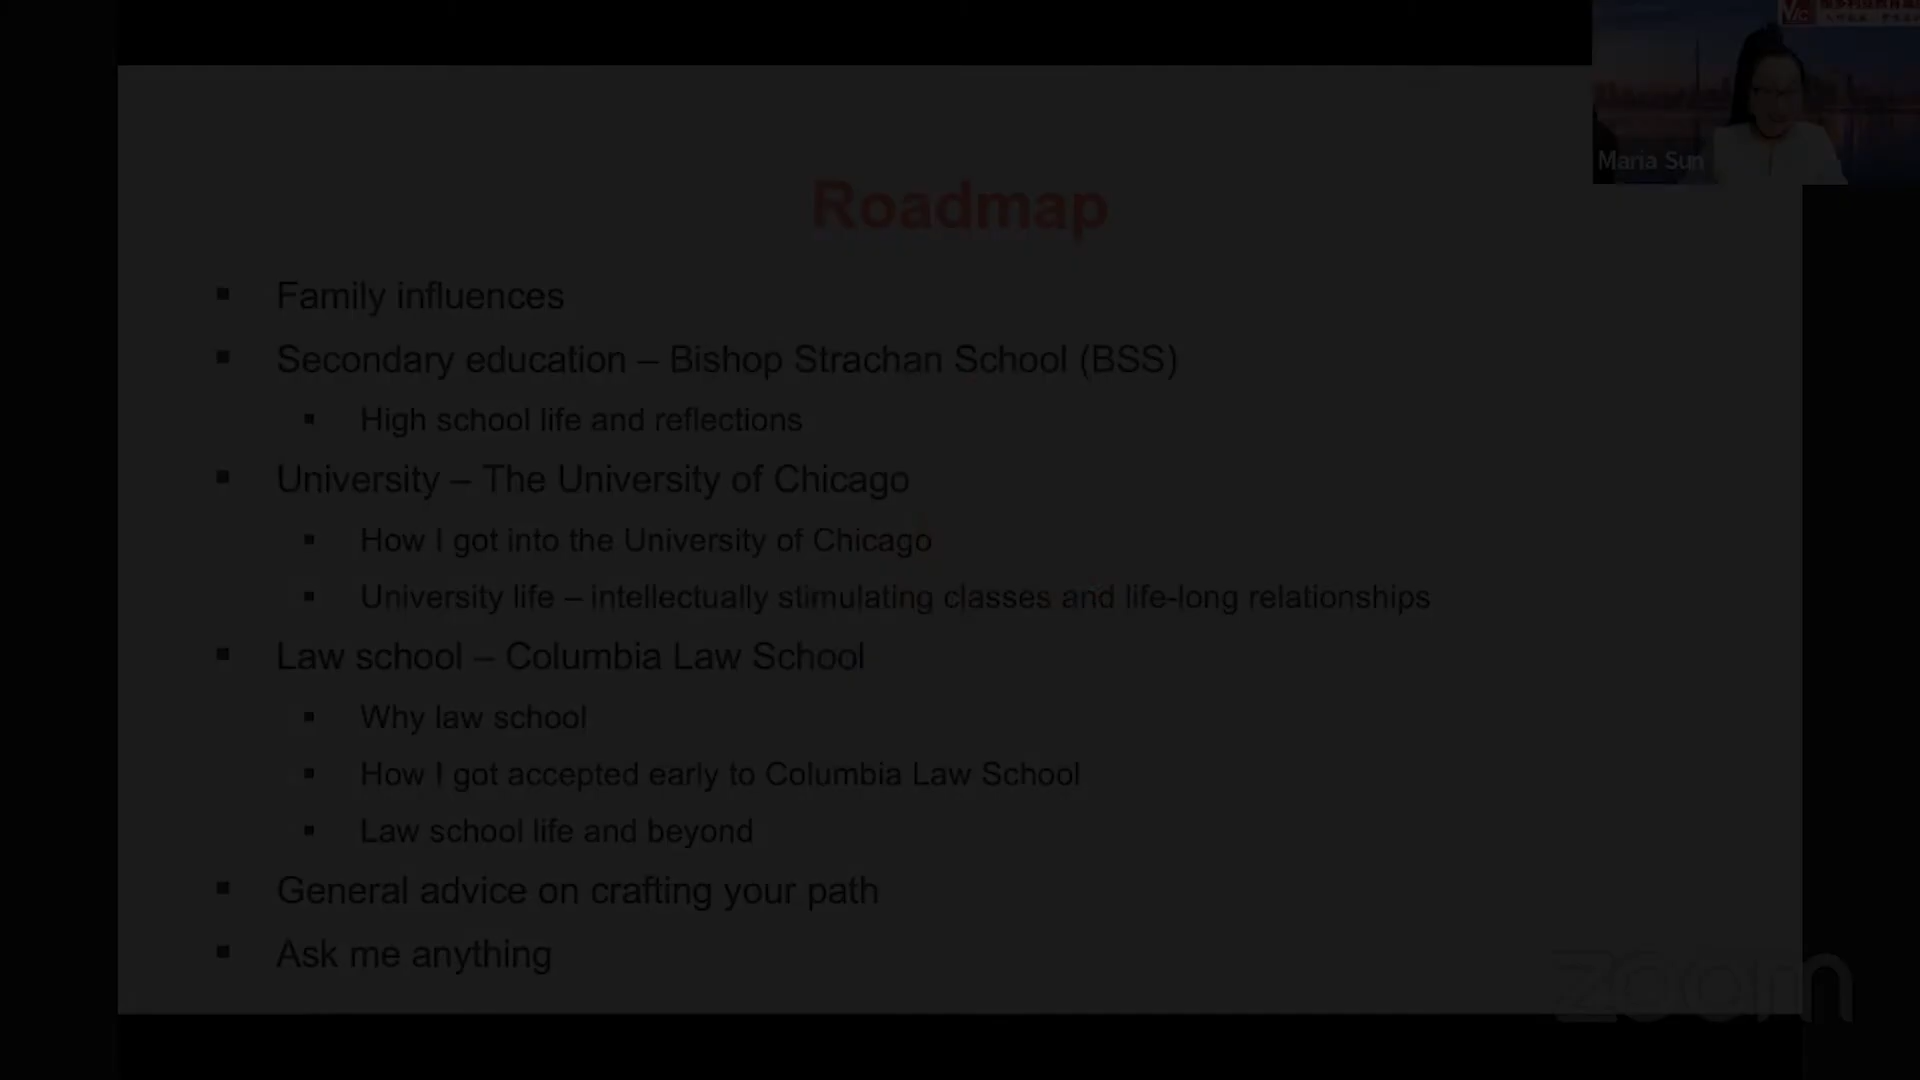 Maria Sun
Roadmap
▪ Family influences
▪ Secondary education – Bishop Strachan School (BSS)
▪ High school life and reflections
▪ University – The University of Chicago
▪ How I got into the University of Chicago
▪ University life – intellectually stimulating classes and life-long relationships
▪ Law school – Columbia Law School
▪ Why law school
▪ How I got accepted early to Columbia Law School
▪ Law school life and beyond
▪ General advice on crafting your path
▪ Ask me anything
zoom